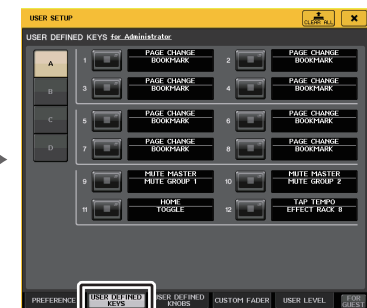 USER SETUP
CLEAR ALL
USER DEFINED KEYS for Administrator
A
B
C
D
1 PAGE CHANGE
BOOKMARK
2 PAGE CHANGE
BOOKMARK
3 PAGE CHANGE
BOOKMARK
4 PAGE CHANGE
BOOKMARK
5 PAGE CHANGE
BOOKMARK
6 PAGE CHANGE
BOOKMARK
7 PAGE CHANGE
BOOKMARK
8 PAGE CHANGE
BOOKMARK
9 MUTE MASTER
MUTE GROUP 1
10 MUTE MASTER
MUTE GROUP 2
11 HOME
TOGGLE
12 TAP TEMPO
EFFECT RACK 8
PREFERENCE
USER DEFINED
KEYS
USER DEFINED
KNOBS
CUSTOM FADER
USER LEVEL
FOR
GUEST